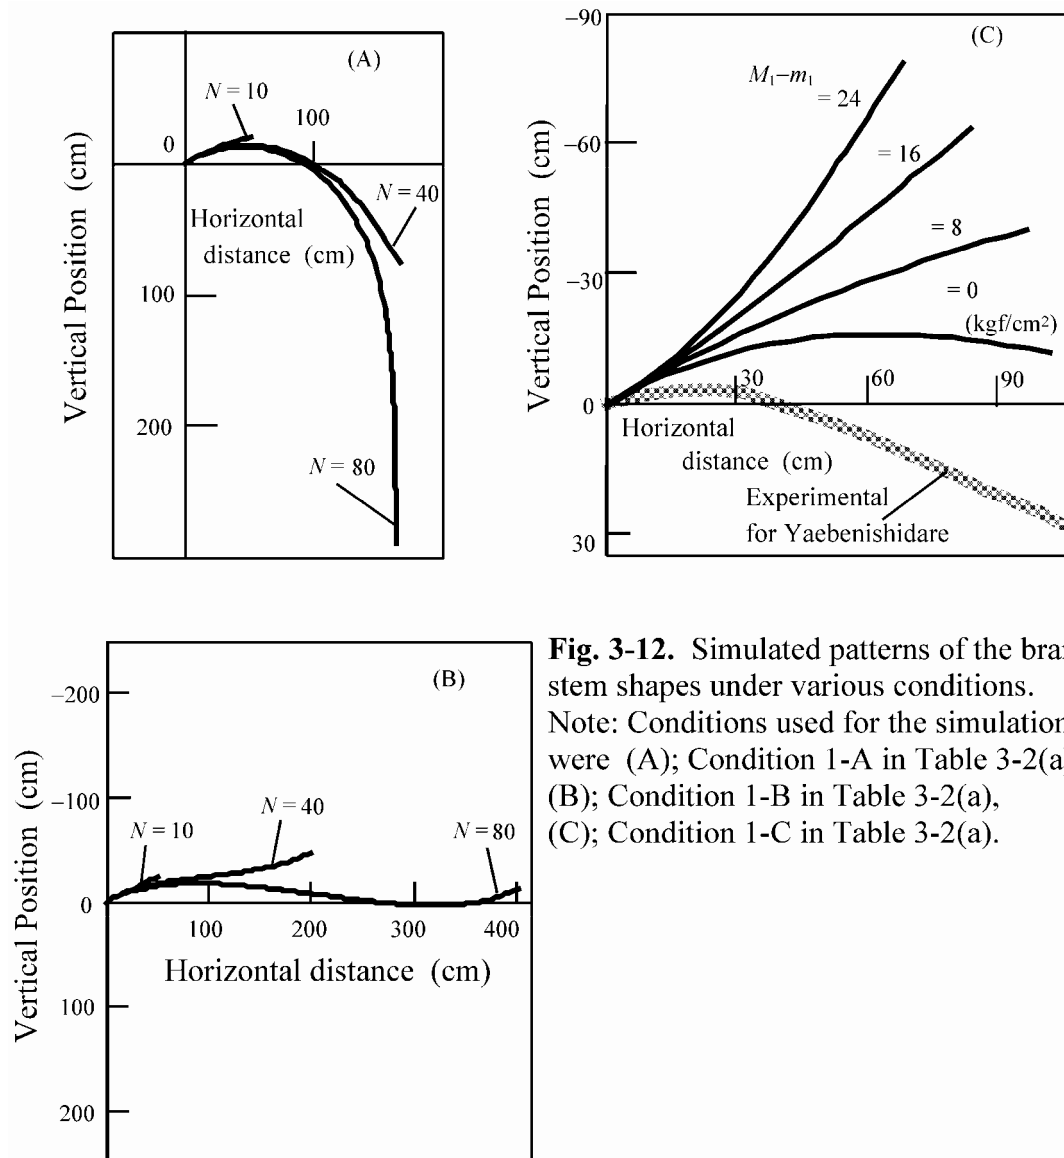 (A)
N = 10
100
0
N = 40
Horizontal
distance (cm)
100
200
N = 80
Vertical Position (cm)
(C)
−90
M₁−m₁
= 24
−60
= 16
= 8
−30
= 0
(kgf/cm²)
30
60
90
0
Horizontal
distance (cm)
Experimental
for Yaebenishidare
30
Vertical Position (cm)
(B)
−200
−100
N = 10
N = 40
N = 80
0
100
200
300
400
Horizontal distance (cm)
100
200
Vertical Position (cm)
Fig. 3-12. Simulated patterns of the bra
stem shapes under various conditions.
Note: Conditions used for the simulation
were (A); Condition 1-A in Table 3-2(a
(B); Condition 1-B in Table 3-2(a),
(C); Condition 1-C in Table 3-2(a).